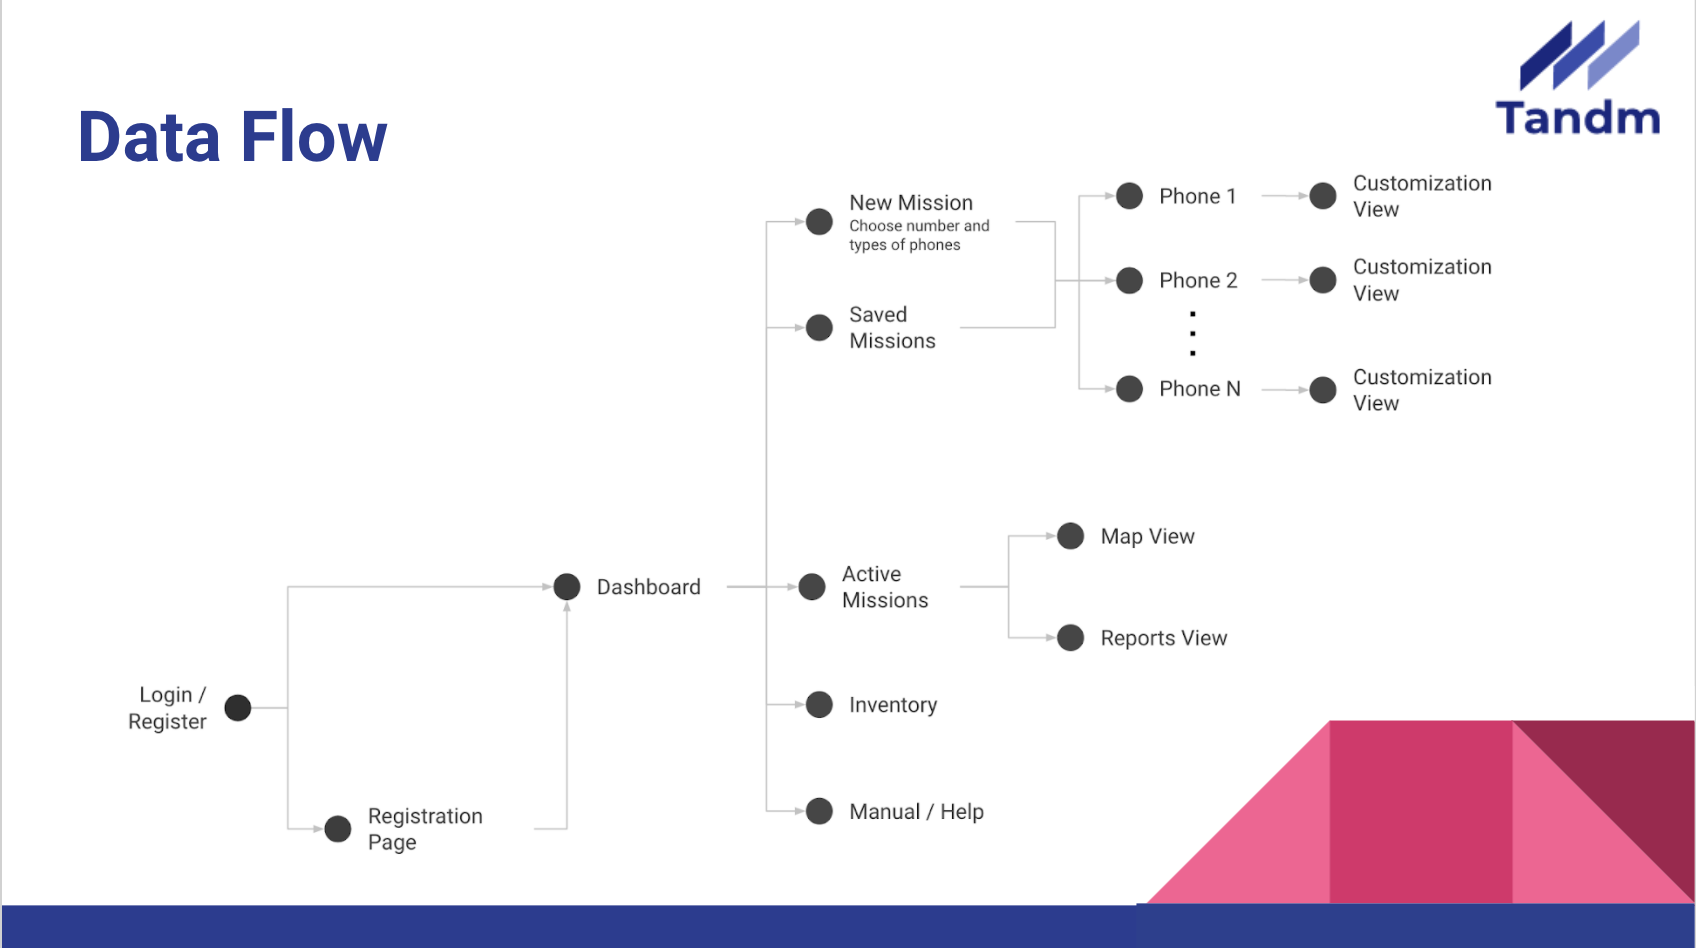 Tandm
Data Flow
Login /
Register
Registration
Page
Dashboard
New Mission
Choose number and
types of phones
Saved
Missions
Active
Missions
Inventory
Manual / Help
Phone 1
Phone 2
Phone N
Customization
View
Customization
View
Customization
View
Map View
Reports View